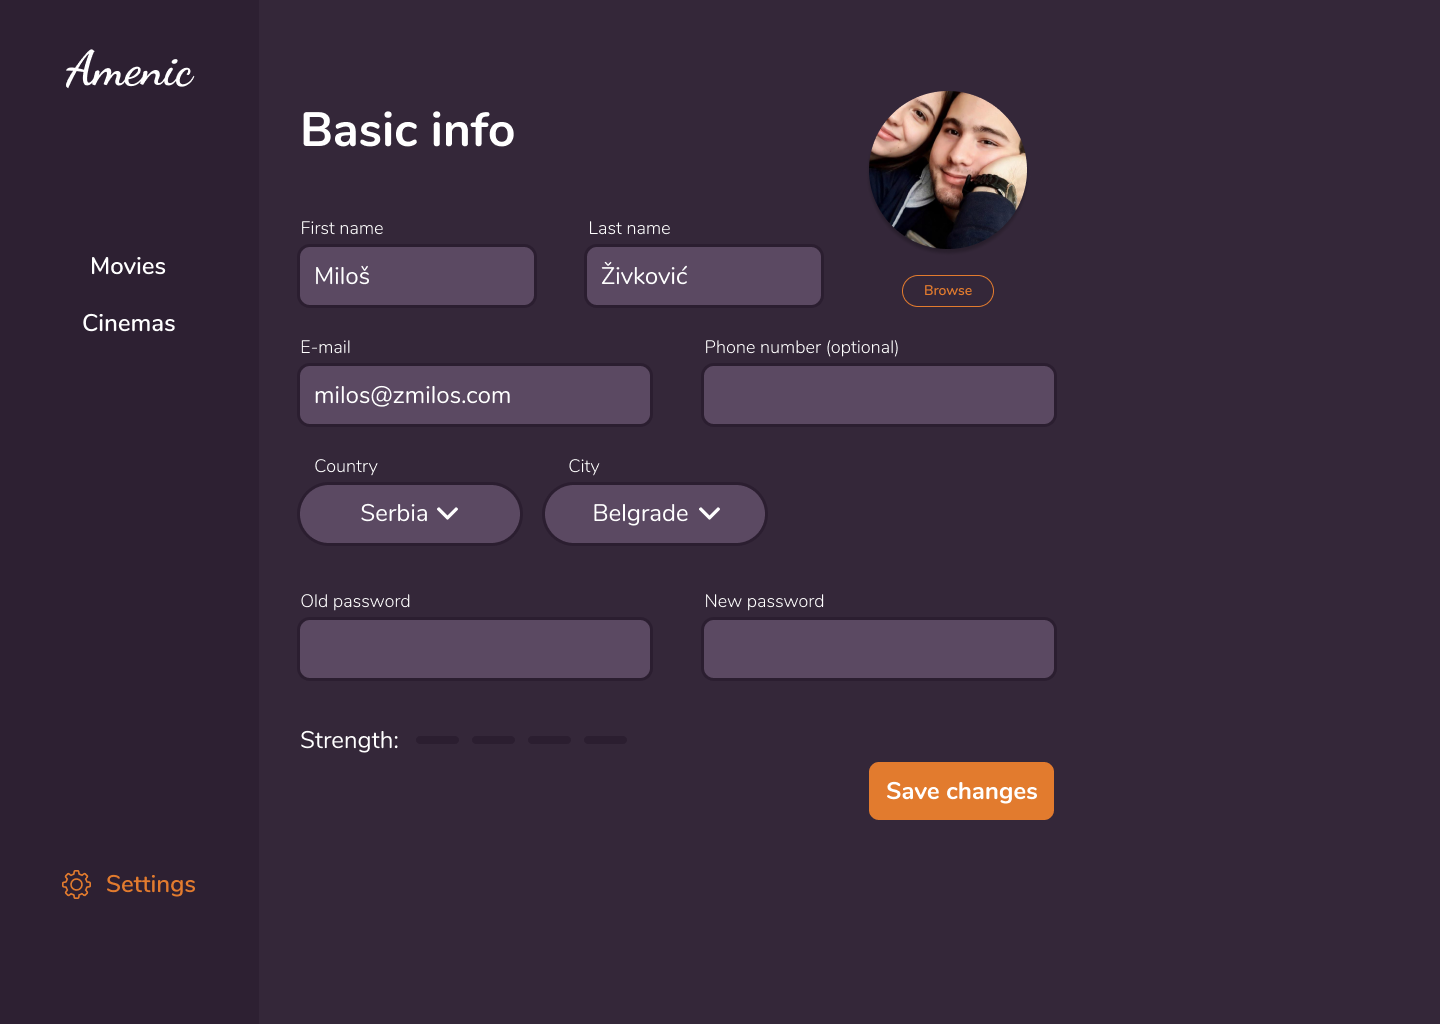 Amenic
Movies
Cinemas
Settings
Basic info
First name
Last name
Miloš
Živković
Browse
E-mail
Phone number (optional)
milos@zmilos.com
Country
City
Serbia
Belgrade
Old password
New password
Strength:
Save changes